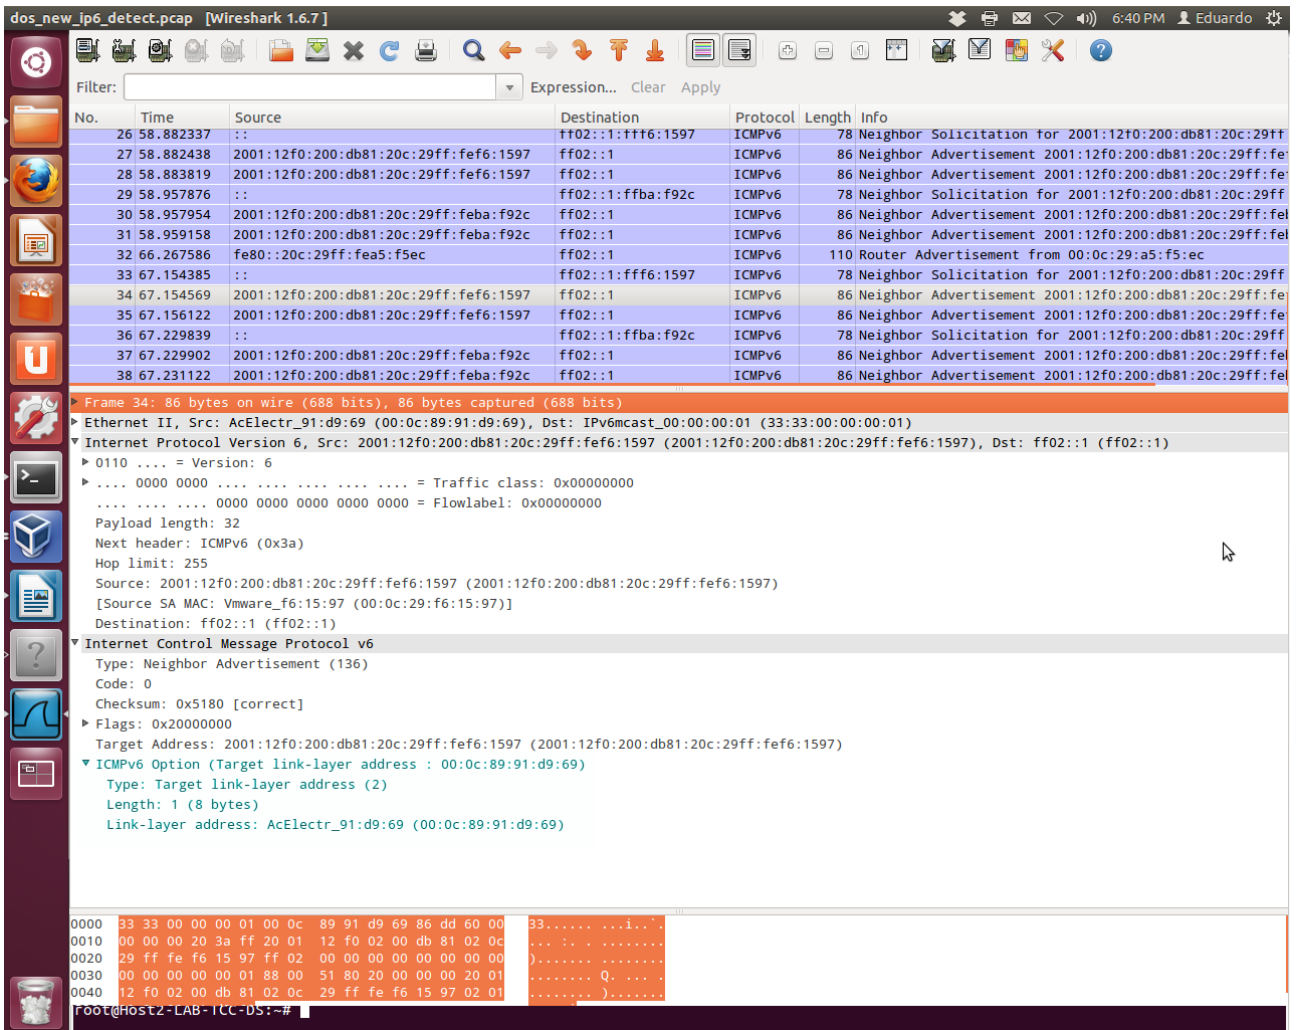 dos_new_ip6_detect.pcap [Wireshark 1.6.7 ] 6:40 PM Eduardo
Filter: Expression... Clear Apply
No. Time Source Destination Protocol Length Info
26 58.882337 :: ff02::1:fff6:1597 ICMPv6 78 Neighbor Solicitation for 2001:12f0:200:db81:20c:29ff
27 58.882438 2001:12f0:200:db81:20c:29ff:fef6:1597 ff02::1 ICMPv6 86 Neighbor Advertisement 2001:12f0:200:db81:20c:29ff:fe
28 58.883819 2001:12f0:200:db81:20c:29ff:fef6:1597 ff02::1 ICMPv6 86 Neighbor Advertisement 2001:12f0:200:db81:20c:29ff:fe
29 58.957876 :: ff02::1:ffba:f92c ICMPv6 78 Neighbor Solicitation for 2001:12f0:200:db81:20c:29ff
30 58.957954 2001:12f0:200:db81:20c:29ff:feba:f92c ff02::1 ICMPv6 86 Neighbor Advertisement 2001:12f0:200:db81:20c:29ff:fe
31 58.959158 2001:12f0:200:db81:20c:29ff:feba:f92c ff02::1 ICMPv6 86 Neighbor Advertisement 2001:12f0:200:db81:20c:29ff:fe
32 66.267586 fe80::20c:29ff:fea5:f5ec ff02::1 ICMPv6 110 Router Advertisement from 00:0c:29:a5:f5:ec
33 67.154385 :: ff02::1:fff6:1597 ICMPv6 78 Neighbor Solicitation for 2001:12f0:200:db81:20c:29ff
34 67.154569 2001:12f0:200:db81:20c:29ff:fef6:1597 ff02::1 ICMPv6 86 Neighbor Advertisement 2001:12f0:200:db81:20c:29ff:fe
35 67.156122 2001:12f0:200:db81:20c:29ff:fef6:1597 ff02::1 ICMPv6 86 Neighbor Advertisement 2001:12f0:200:db81:20c:29ff:fe
36 67.229839 :: ff02::1:ffba:f92c ICMPv6 78 Neighbor Solicitation for 2001:12f0:200:db81:20c:29ff
37 67.229902 2001:12f0:200:db81:20c:29ff:feba:f92c ff02::1 ICMPv6 86 Neighbor Advertisement 2001:12f0:200:db81:20c:29ff:fe
38 67.231122 2001:12f0:200:db81:20c:29ff:feba:f92c ff02::1 ICMPv6 86 Neighbor Advertisement 2001:12f0:200:db81:20c:29ff:fe
Frame 34: 86 bytes on wire (688 bits), 86 bytes captured (688 bits)
Ethernet II, Src: AcElectr_91:d9:69 (00:0c:89:91:d9:69), Dst: IPv6mcast_00:00:00:01 (33:33:00:00:00:01)
Internet Protocol Version 6, Src: 2001:12f0:200:db81:20c:29ff:fef6:1597 (2001:12f0:200:db81:20c:29ff:fef6:1597), Dst: ff02::1 (ff02::1)
0110 .... = Version: 6
.... 0000 0000 .... .... .... .... .... = Traffic class: 0x00000000
.... .... .... 0000 0000 0000 0000 0000 = Flowlabel: 0x00000000
Payload length: 32
Next header: ICMPv6 (0x3a)
Hop limit: 255
Source: 2001:12f0:200:db81:20c:29ff:fef6:1597 (2001:12f0:200:db81:20c:29ff:fef6:1597)
[Source SA MAC: Vmware_f6:15:97 (00:0c:29:f6:15:97)]
Destination: ff02::1 (ff02::1)
Internet Control Message Protocol v6
Type: Neighbor Advertisement (136)
Code: 0
Checksum: 0x5180 [correct]
Flags: 0x20000000
Target Address: 2001:12f0:200:db81:20c:29ff:fef6:1597 (2001:12f0:200:db81:20c:29ff:fef6:1597)
ICMPv6 Option (Target link-layer address : 00:0c:89:91:d9:69)
Type: Target link-layer address (2)
Length: 1 (8 bytes)
Link-layer address: AcElectr_91:d9:69 (00:0c:89:91:d9:69)
0000 33 33 00 00 00 01 00 0c 89 91 d9 69 86 dd 60 00 33...... ...i..`.
0010 00 00 00 20 3a ff 20 01 12 f0 02 00 db 81 02 0c ... :. . ........
0020 29 ff fe f6 15 97 ff 02 00 00 00 00 00 00 00 00 )....... ........
0030 00 00 00 00 00 01 88 00 51 80 20 00 00 00 20 01 ........ Q. ... .
0040 12 f0 02 00 db 81 02 0c 29 ff fe f6 15 97 02 01 ........ ).......
root@Host2-LAB-TCC-DS:~#